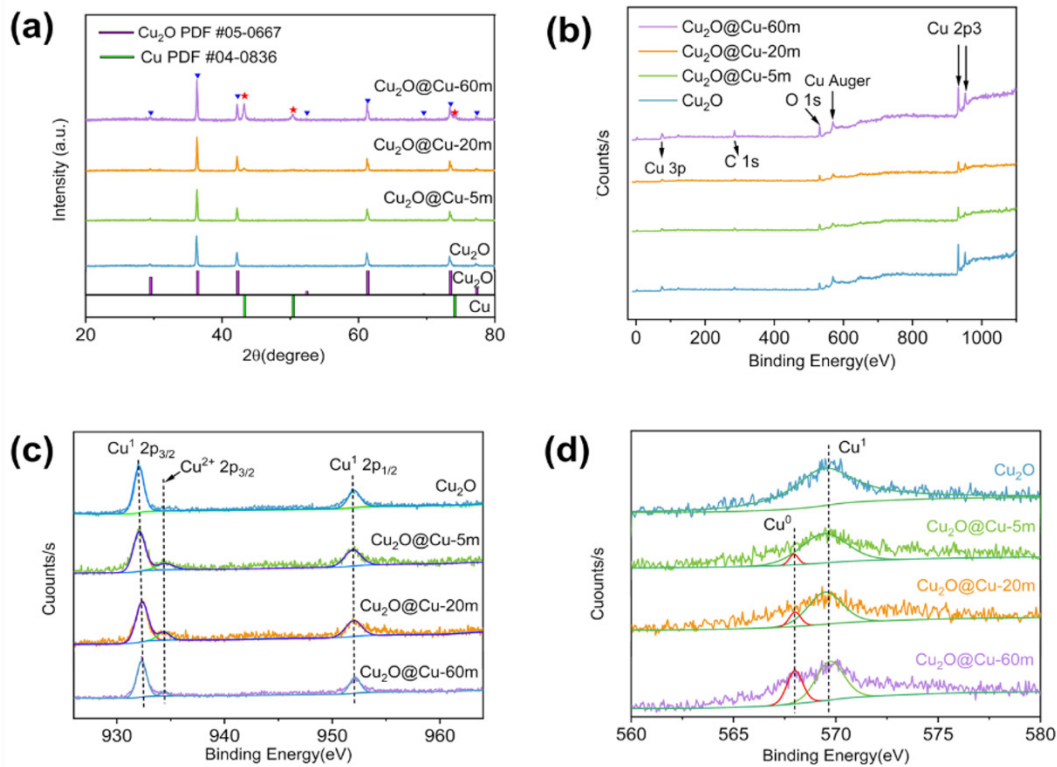 (a)
Cu₂O PDF #05-0667
Cu PDF #04-0836
Cu₂O@Cu-60m
Cu₂O@Cu-20m
Cu₂O@Cu-5m
Cu₂O
Cu₂O
Cu
Intensity (a.u.)
20 40 60 80
2θ(degree)
(b)
Cu₂O@Cu-60m
Cu₂O@Cu-20m
Cu₂O@Cu-5m
Cu₂O
Cu 2p3
Cu Auger
O 1s
Cu 3p
C 1s
Counts/s
0 200 400 600 800 1000
Binding Energy(eV)
(c)
Cu¹ 2p₃/₂
Cu²⁺ 2p₃/₂
Cu¹ 2p₁/₂
Cu₂O
Cu₂O@Cu-5m
Cu₂O@Cu-20m
Cu₂O@Cu-60m
Cuounts/s
930 940 950 960
Binding Energy(eV)
(d)
Cu¹
Cu₂O
Cu⁰
Cu₂O@Cu-5m
Cu₂O@Cu-20m
Cu₂O@Cu-60m
Cuounts/s
560 565 570 575 580
Binding Energy(eV)